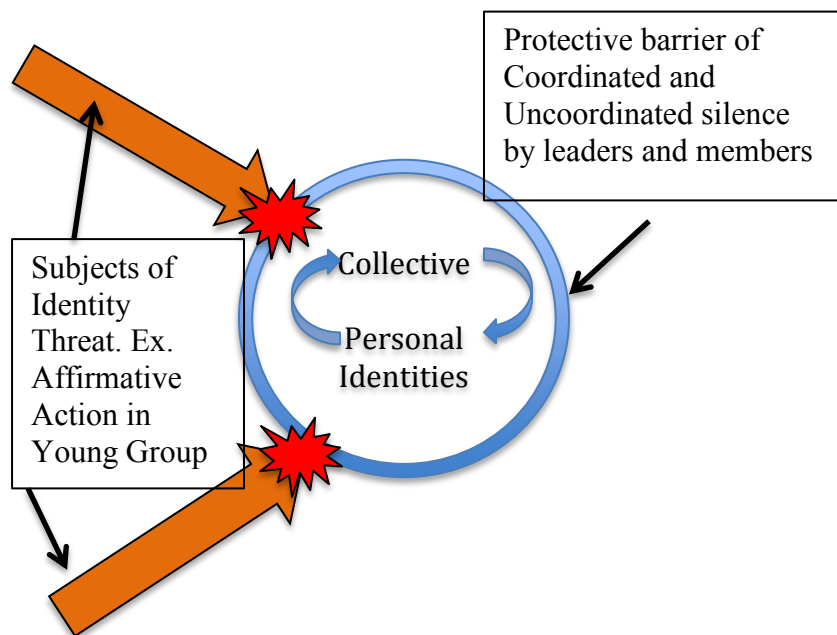 Protective barrier of
Coordinated and
Uncoordinated silence
by leaders and members
Subjects of
Identity
Threat. Ex.
Affirmative
Action in
Young Group
Collective
Personal
Identities